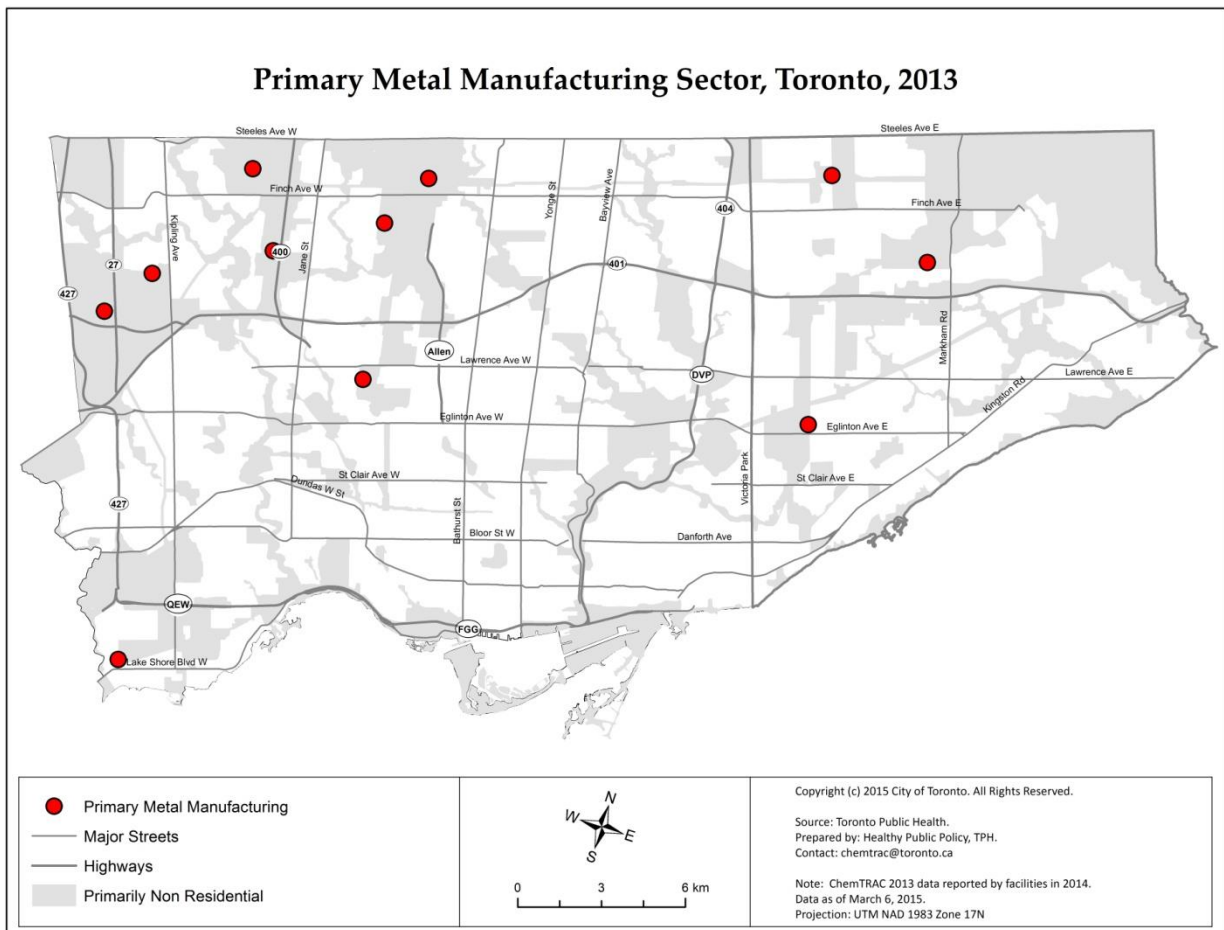 Primary Metal Manufacturing Sector, Toronto, 2013
Steeles Ave W
Steeles Ave E
Finch Ave W
Finch Ave E
Kipling Ave
Jane St
Yonge St
Bayview Ave
404
400
27
427
401
Markham Rd
Allen
Lawrence Ave W
DVP
Lawrence Ave E
Kingston Rd
Eglinton Ave W
Eglinton Ave E
St Clair Ave W
St Clair Ave E
Dundas W St
Victoria Park
427
Bathurst St
Bloor St W
Danforth Ave
QEW
FGG
Lake Shore Blvd W
Primary Metal Manufacturing
Major Streets
Highways
Primarily Non Residential
N
W
E
S
0 3 6 km
Copyright (c) 2015 City of Toronto. All Rights Reserved.
Source: Toronto Public Health.
Prepared by: Healthy Public Policy, TPH.
Contact: chemtrac@toronto.ca
Note: ChemTRAC 2013 data reported by facilities in 2014.
Data as of March 6, 2015.
Projection: UTM NAD 1983 Zone 17N